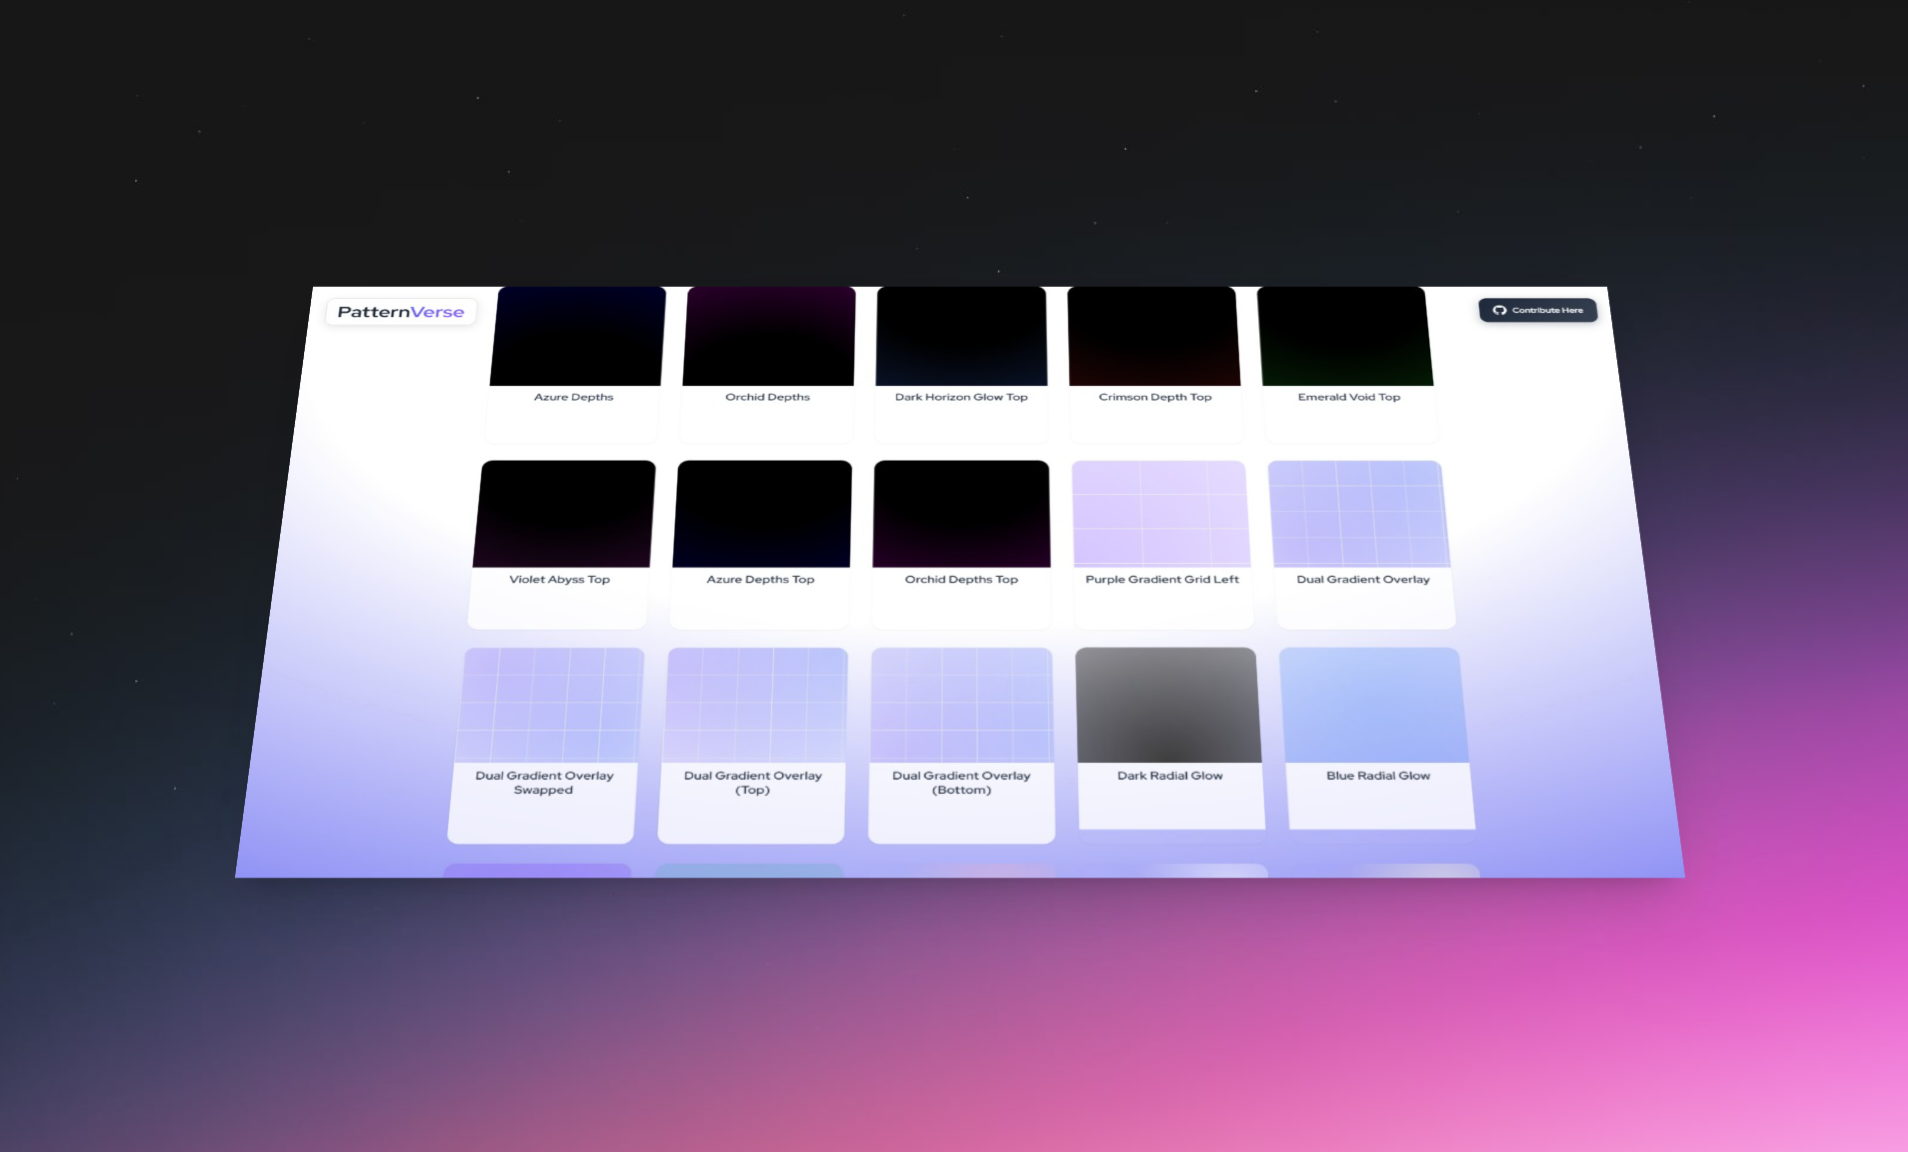 PatternVerse
Contribute Here
Azure Depths
Orchid Depths
Dark Horizon Glow Top
Crimson Depth Top
Emerald Void Top
Violet Abyss Top
Azure Depths Top
Orchid Depths Top
Purple Gradient Grid Left
Dual Gradient Overlay
Dual Gradient Overlay
Swapped
Dual Gradient Overlay
(Top)
Dual Gradient Overlay
(Bottom)
Dark Radial Glow
Blue Radial Glow